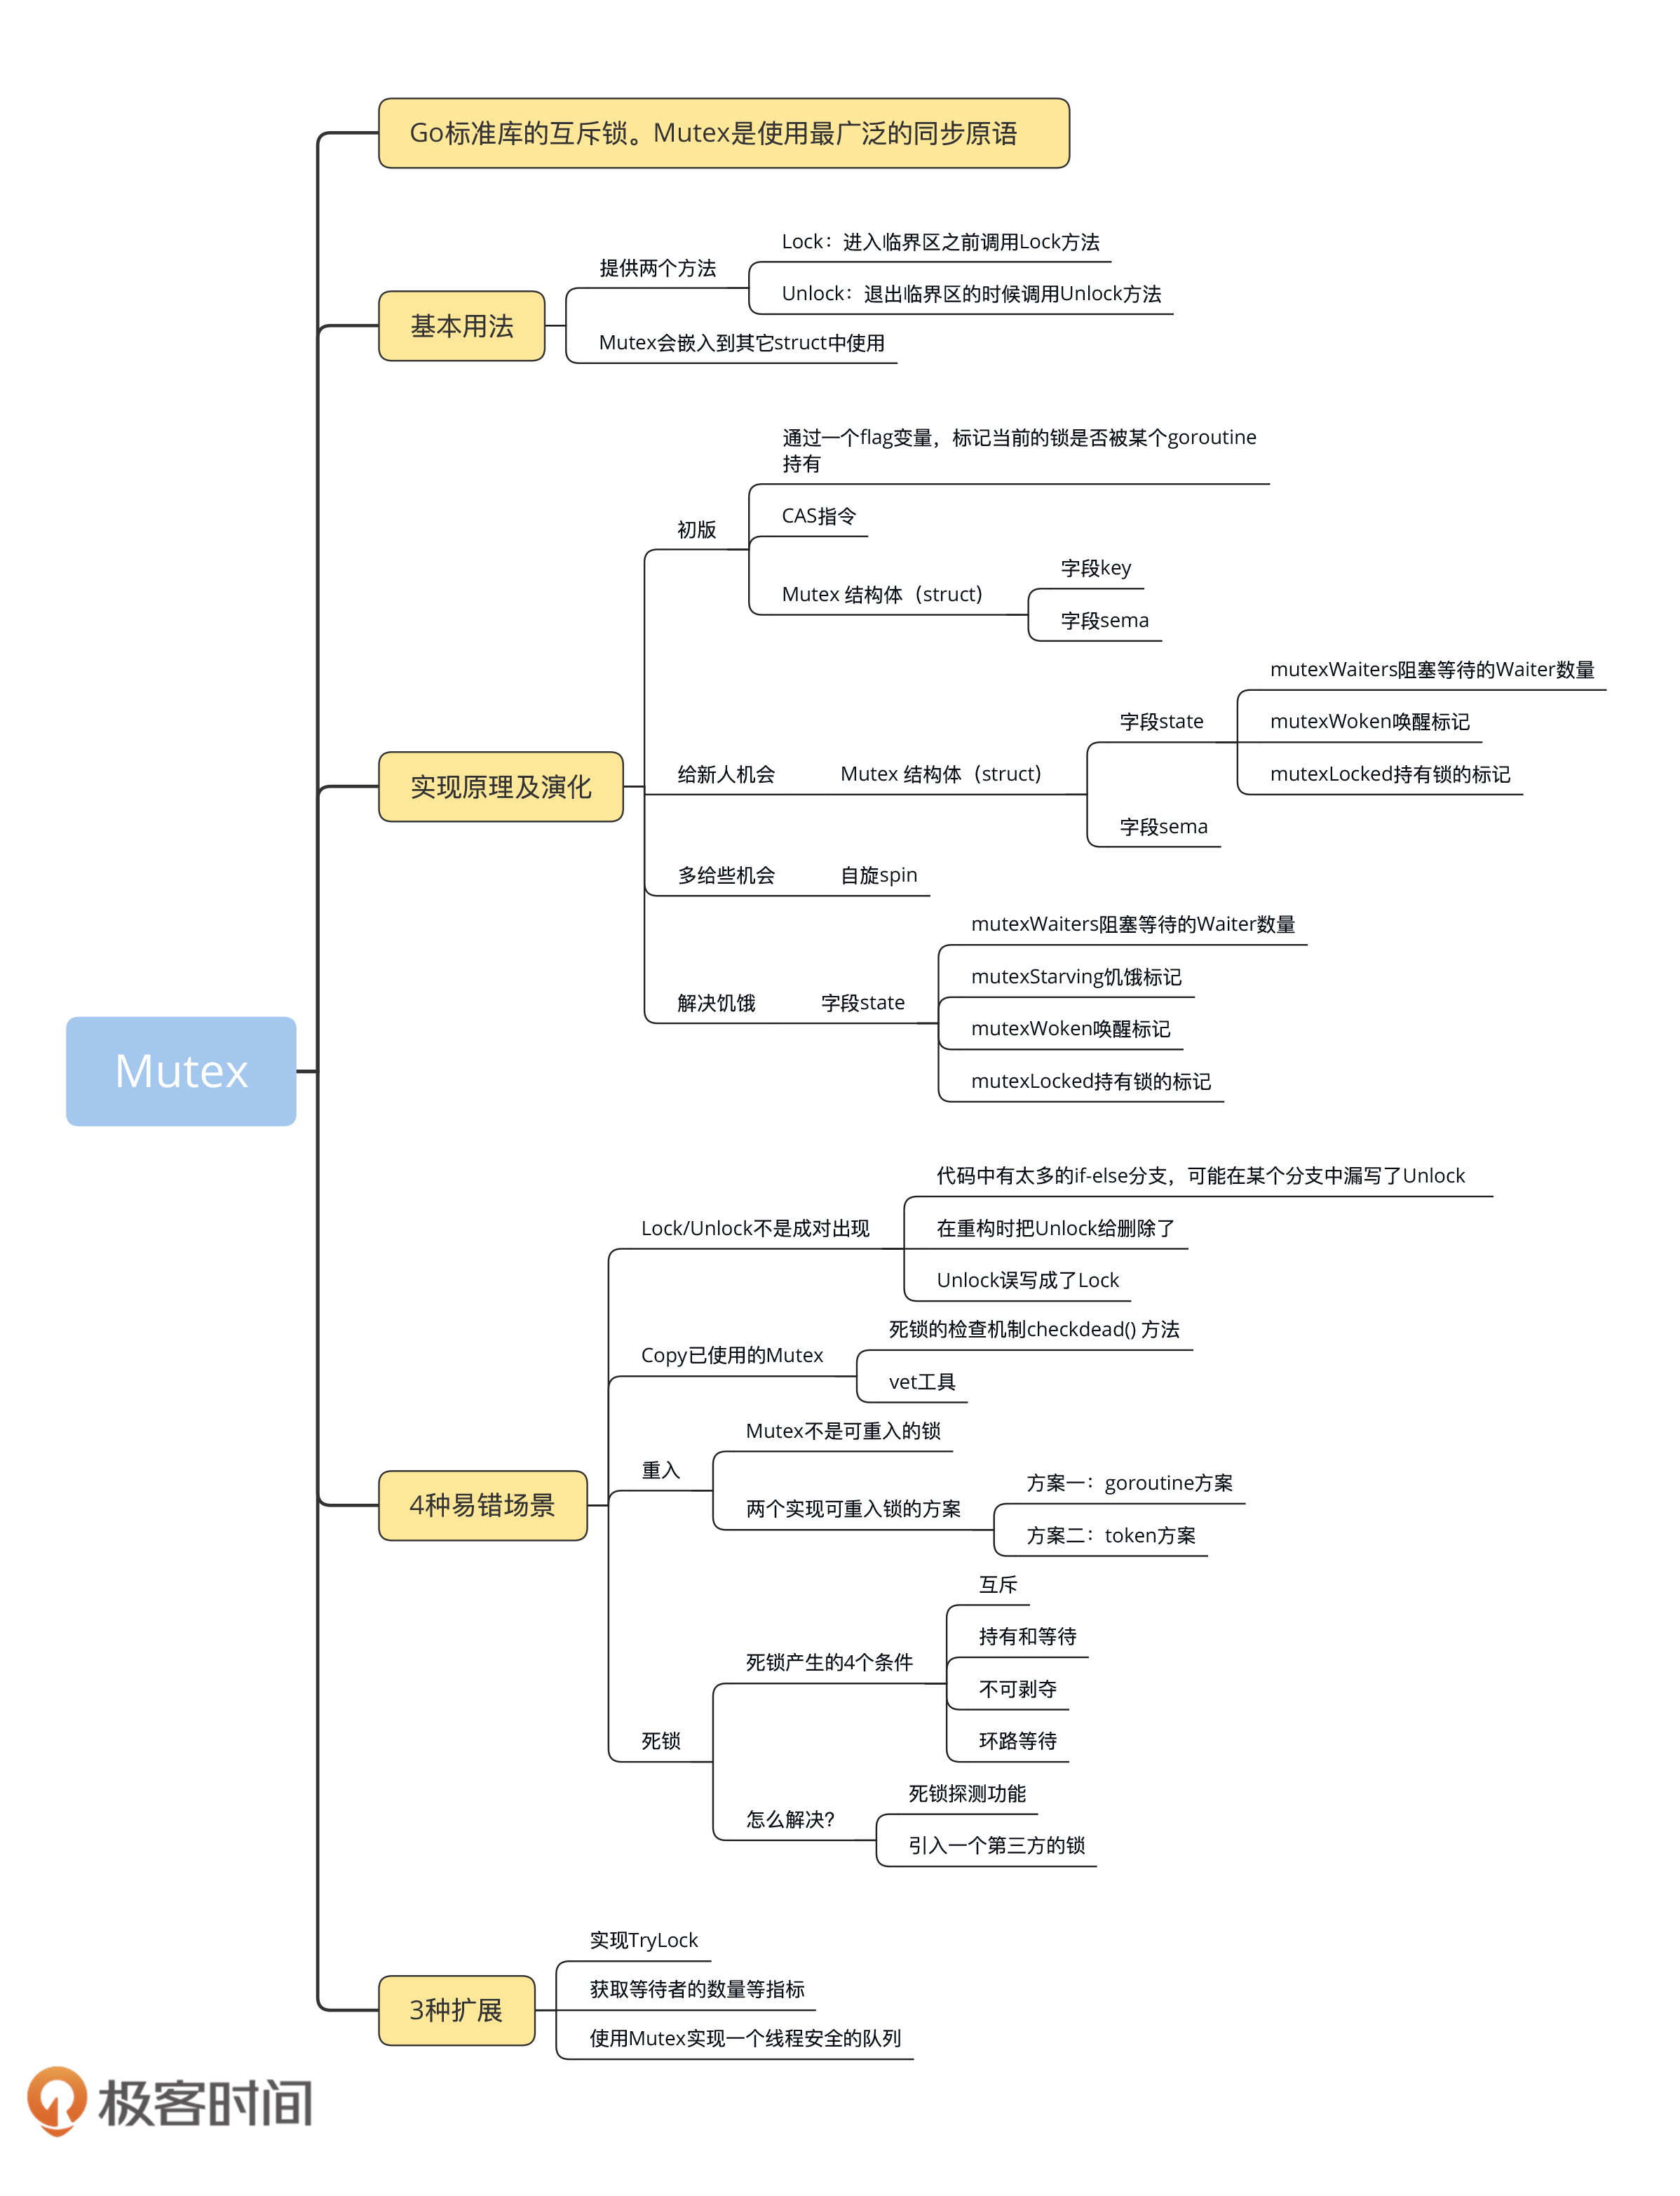 Go标准库的互斥锁。Mutex是使用最广泛的同步原语
Lock：进入临界区之前调用Lock方法
提供两个方法
Unlock：退出临界区的时候调用Unlock方法
基本用法
Mutex会嵌入到其它struct中使用
通过一个flag变量，标记当前的锁是否被某个goroutine
持有
CAS指令
初版
字段key
Mutex 结构体（struct）
字段sema
mutexWaiters阻塞等待的Waiter数量
字段state
mutexWoken唤醒标记
给新人机会
Mutex 结构体（struct）
mutexLocked持有锁的标记
实现原理及演化
字段sema
多给些机会
自旋spin
mutexWaiters阻塞等待的Waiter数量
mutexStarving饥饿标记
解决饥饿
字段state
mutexWoken唤醒标记
mutexLocked持有锁的标记
Mutex
代码中有太多的if-else分支，可能在某个分支中漏写了Unlock
Lock/Unlock不是成对出现
在重构时把Unlock给删除了
Unlock误写成了Lock
死锁的检查机制checkdead() 方法
Copy已使用的Mutex
vet工具
Mutex不是可重入的锁
重入
方案一：goroutine方案
两个实现可重入锁的方案
方案二：token方案
4种易错场景
互斥
持有和等待
死锁产生的4个条件
不可剥夺
环路等待
死锁
死锁探测功能
怎么解决？
引入一个第三方的锁
实现TryLock
获取等待者的数量等指标
3种扩展
使用Mutex实现一个线程安全的队列
极客时间